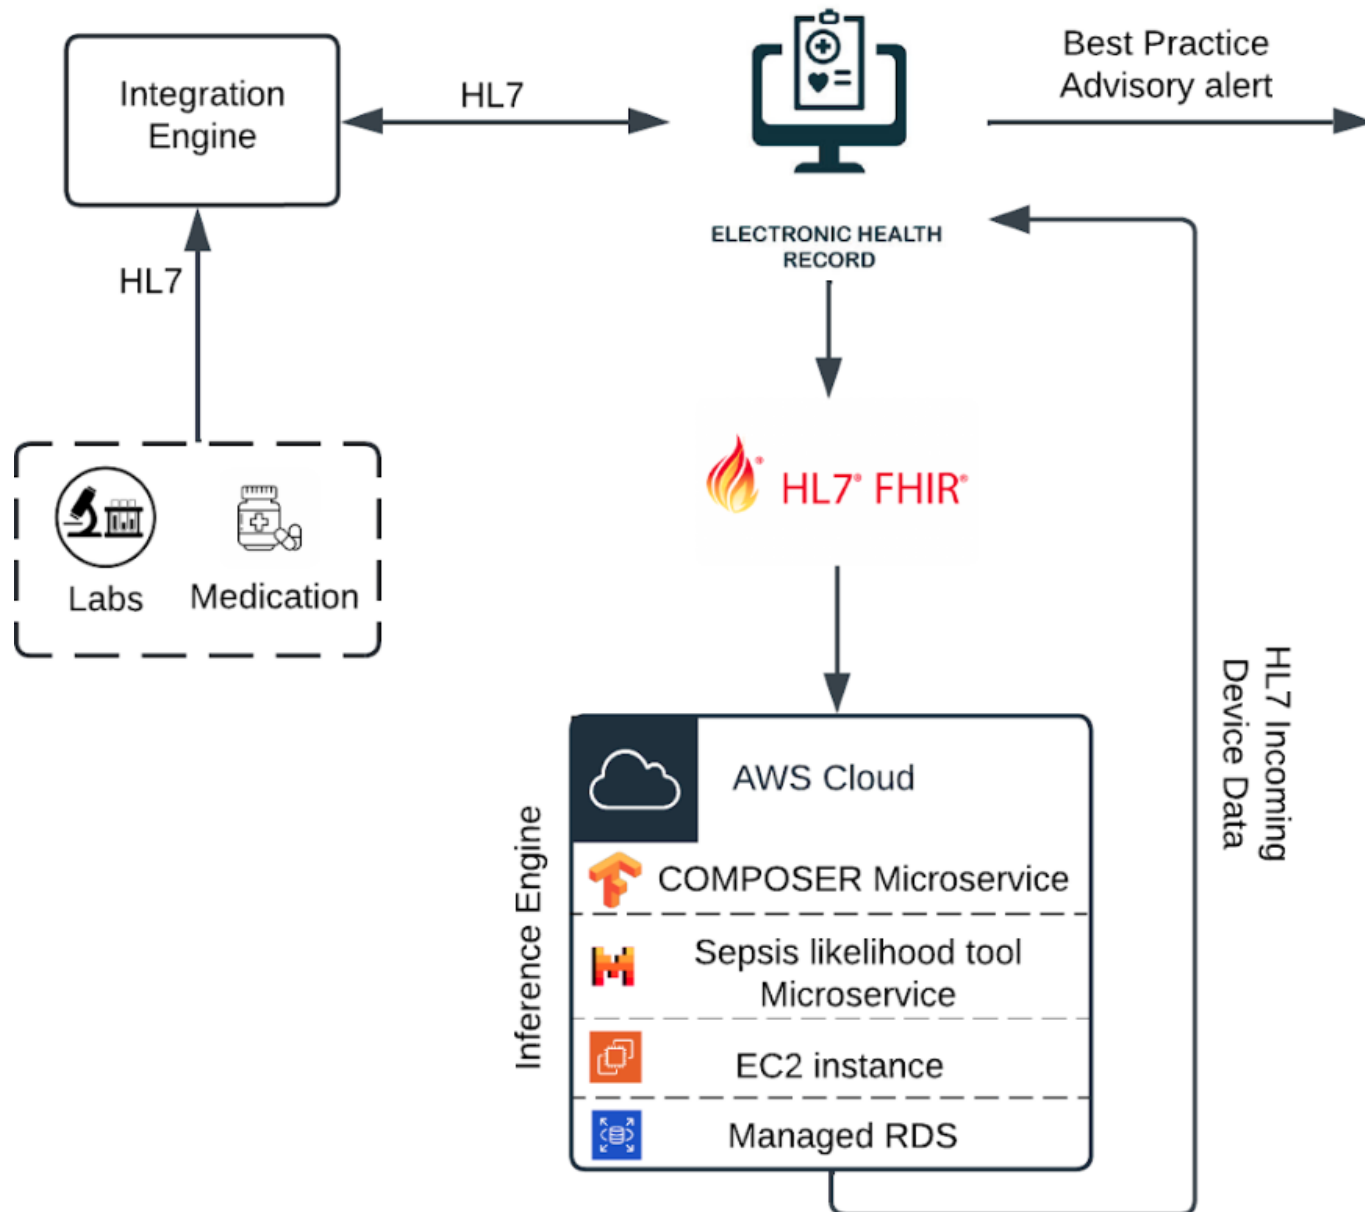 Integration
Engine
HL7
Best Practice
Advisory alert
ELECTRONIC HEALTH
RECORD
HL7
HL7® FHIR®
Labs
Medication
HL7 Incoming
Device Data
Inference Engine
AWS Cloud
COMPOSER Microservice
Sepsis likelihood tool
Microservice
EC2 instance
Managed RDS